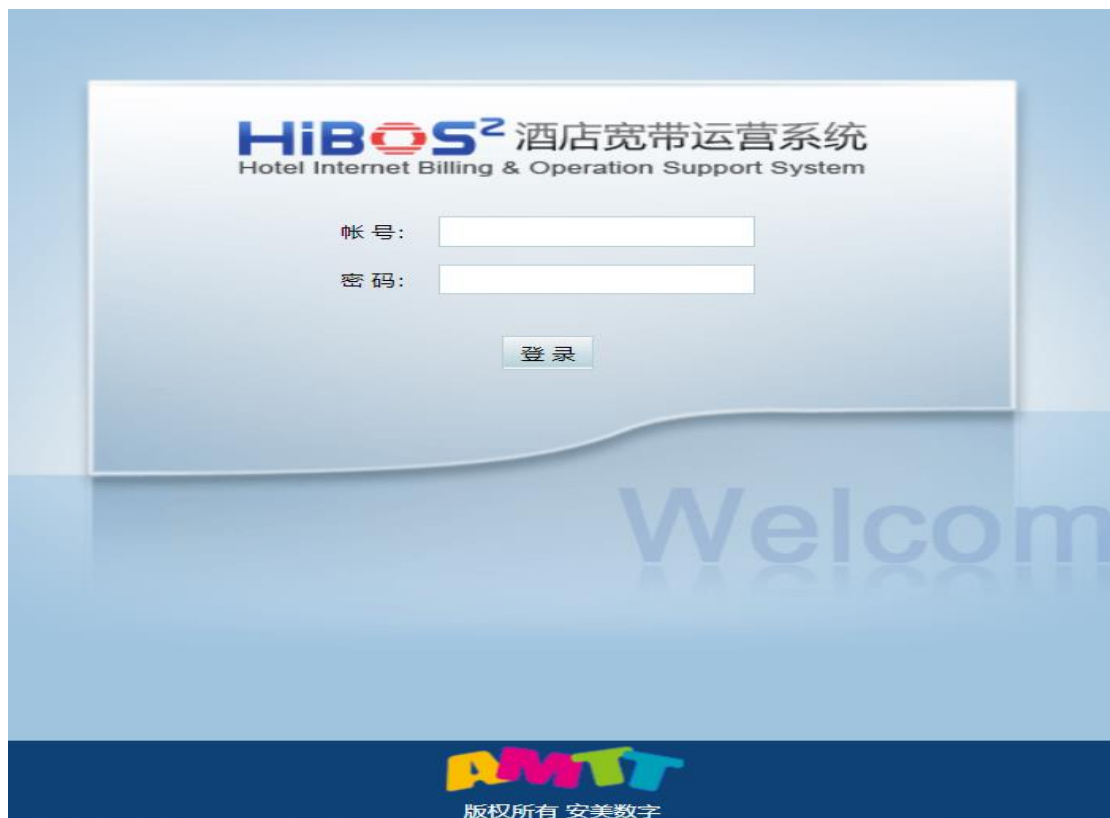 HiBOS² 酒店宽带运营系统
Hotel Internet Billing & Operation Support System
帐 号:
密 码:
登 录
Welcom
AMTT
版权所有 安美数字